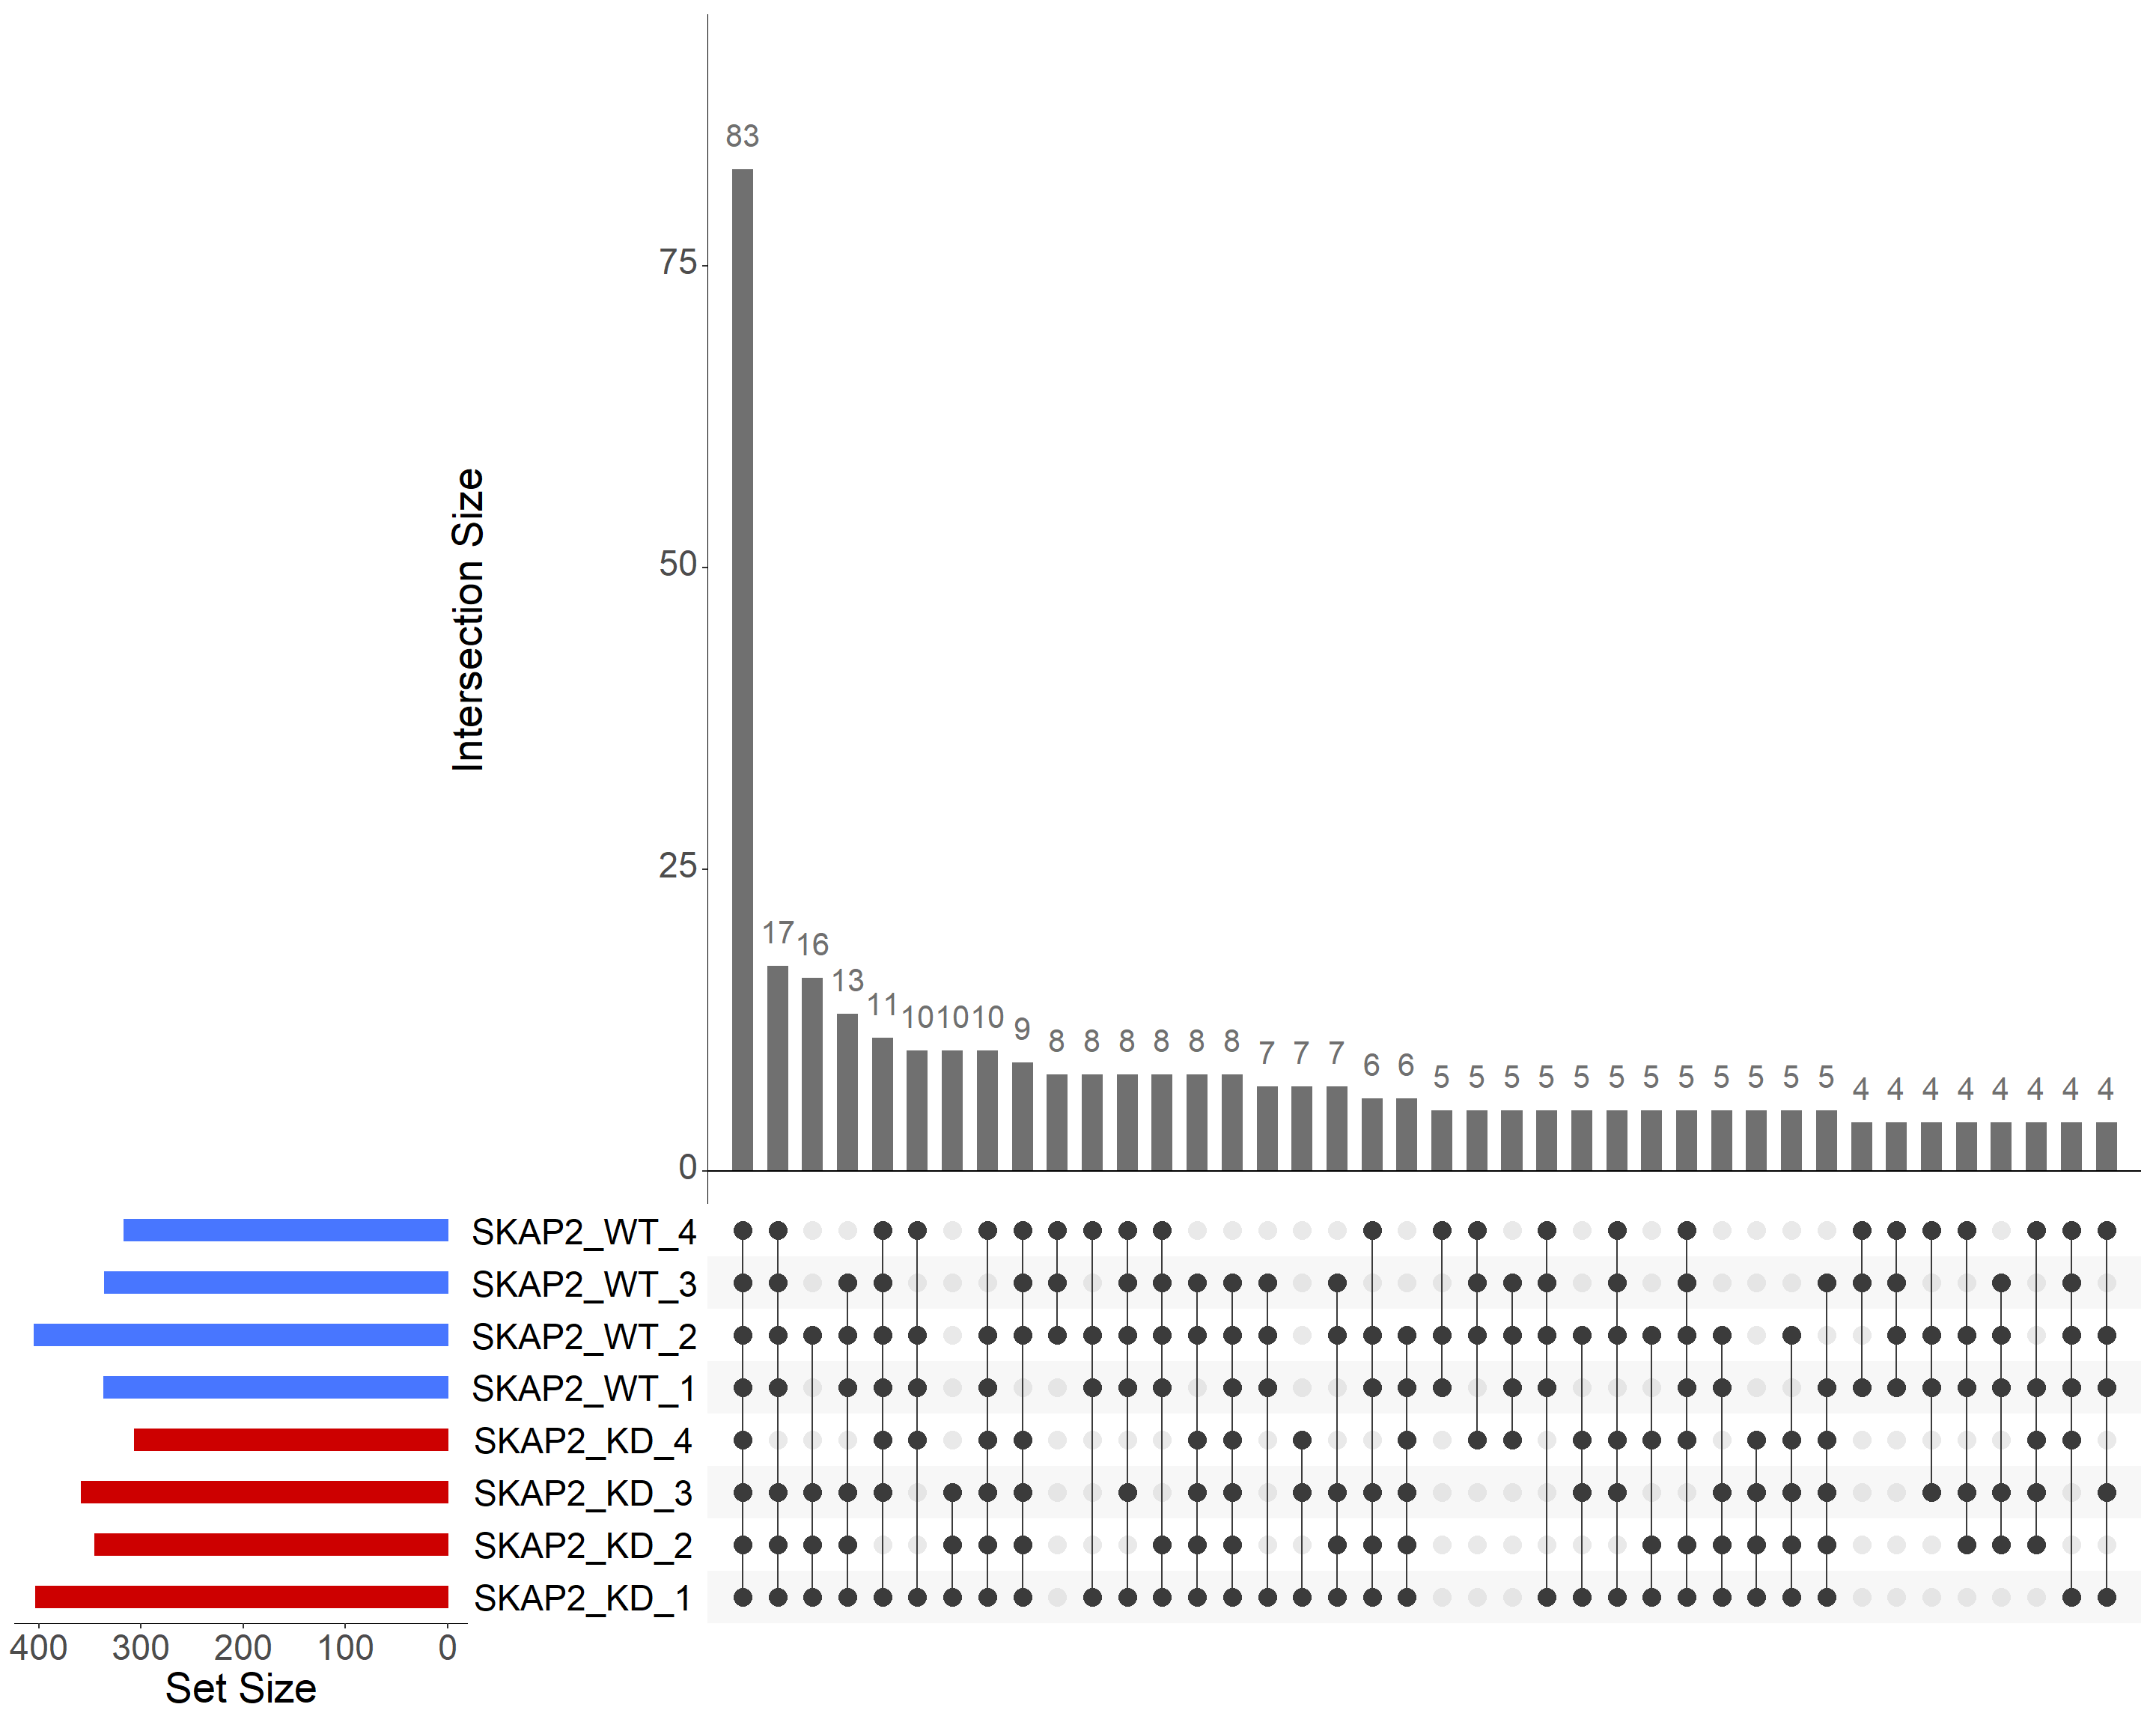 83
75
50
25
0
Intersection Size
17 16 13 11 10 10 10 9 8 8 8 8 8 8 7 7 7 6 6 5 5 5 5 5 5 5 5 5 5 5 5 4 4 4 4 4 4 4 4
SKAP2_WT_4
SKAP2_WT_3
SKAP2_WT_2
SKAP2_WT_1
SKAP2_KD_4
SKAP2_KD_3
SKAP2_KD_2
SKAP2_KD_1
400 300 200 100 0
Set Size